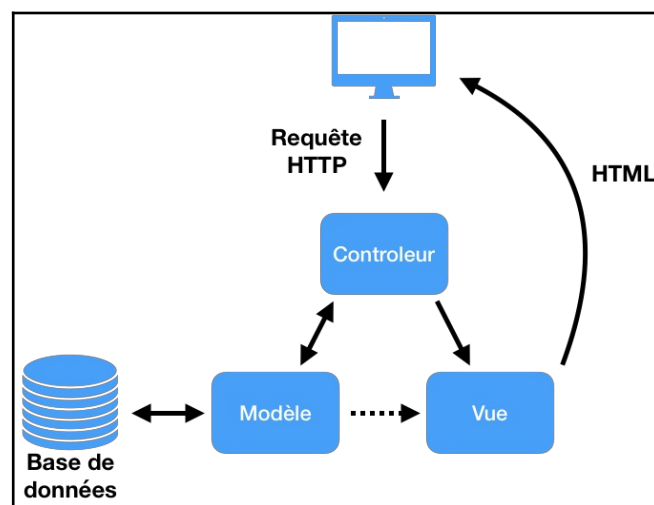 Requête
HTTP
HTML
Controleur
Modèle
Vue
Base de
données